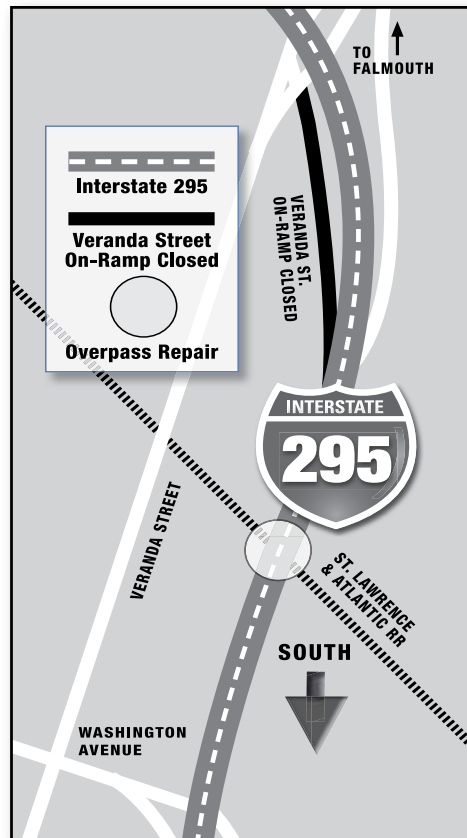 TO
FALMOUTH
Interstate 295
Veranda Street
On-Ramp Closed
Overpass Repair
VERANDA ST.
ON-RAMP CLOSED
INTERSTATE
295
VERANDA STREET
ST. LAWRENCE
& ATLANTIC RR
SOUTH
WASHINGTON
AVENUE